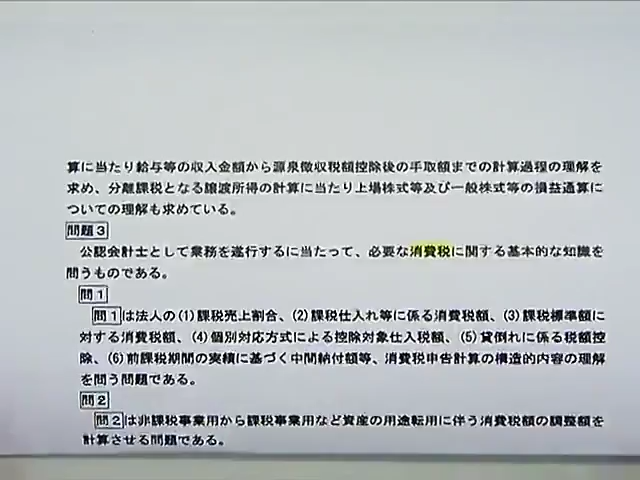 算に当たり給与等の収入金額から源泉徴収税額控除後の手取額までの計算過程の理解を
求め、分離課税となる譲渡所得の計算に当たり上場株式等及び一般株式等の損益通算に
ついての理解も求めている。
問題3
公認会計士として業務を遂行するに当たって、必要な消費税に関する基本的な知識を
問うものである。
問1
問1は法人の(1)課税売上割合、(2)課税仕入れ等に係る消費税額、(3)課税標準額に
対する消費税額、(4)個別対応方式による控除対象仕入税額、(5)貸倒れに係る税額控
除、(6)前課税期間の実績に基づく中間納付額等、消費税申告計算の構造的内容の理解
を問う問題である。
問2
問2は非課税事業用から課税事業用など資産の用途転用に伴う消費税額の調整額を
計算させる問題である。